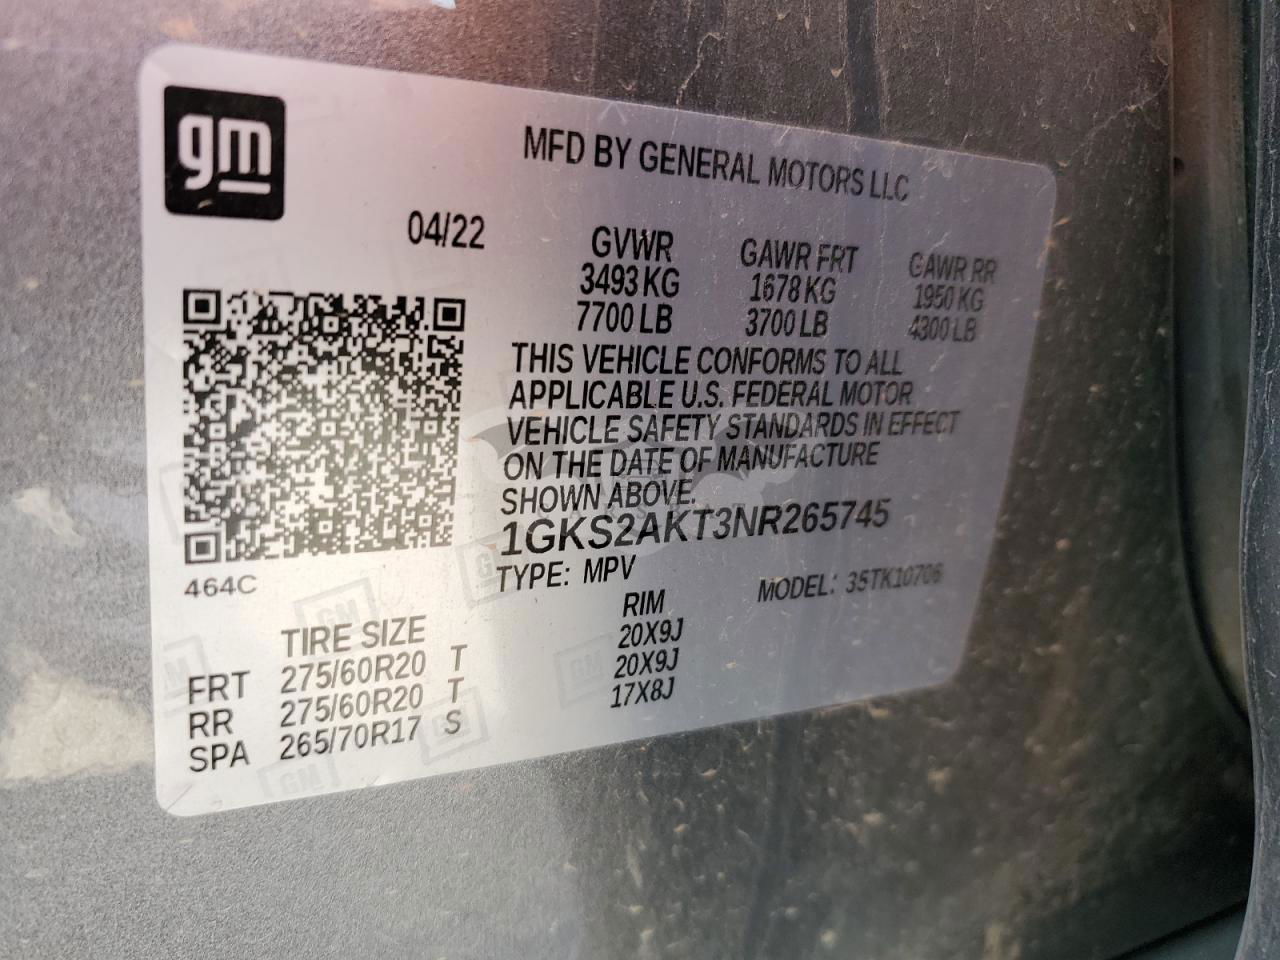 gm
MFD BY GENERAL MOTORS LLC
04/22
GVWR GAWR FRT GAWR RR
3493 KG 1678 KG 1950 KG
7700 LB 3700 LB 4300 LB
THIS VEHICLE CONFORMS TO ALL
APPLICABLE U.S. FEDERAL MOTOR
VEHICLE SAFETY STANDARDS IN EFFECT
ON THE DATE OF MANUFACTURE
SHOWN ABOVE.
1GKS2AKT3NR265745
TYPE: MPV MODEL: 35TK10706
464C
TIRE SIZE RIM
FRT 275/60R20 T 20X9J
RR 275/60R20 T 20X9J
SPA 265/70R17 S 17X8J